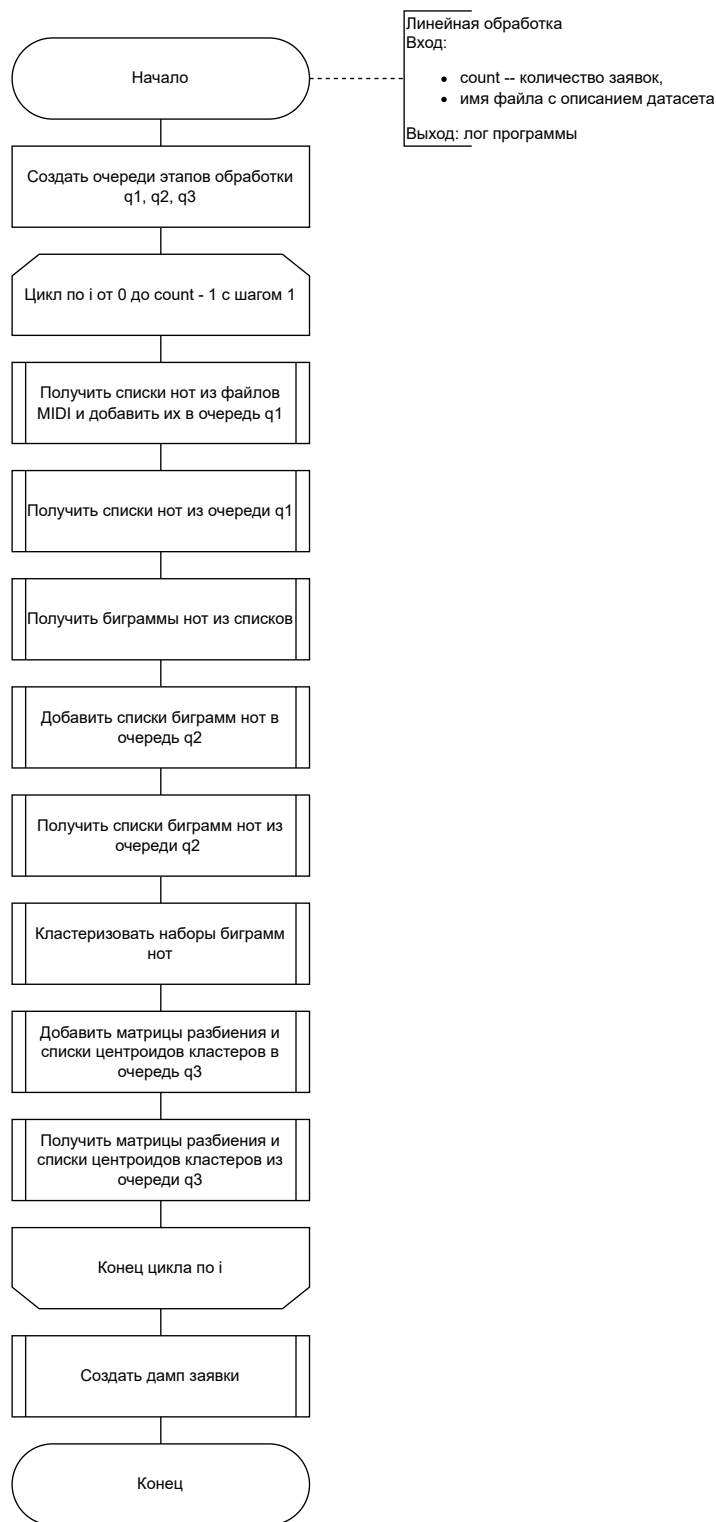 Линейная обработка
Вход:
count -- количество заявок,
имя файла с описанием датасета
Выход: лог программы
Начало
Создать очереди этапов обработки
q1, q2, q3
Цикл по i от 0 до count - 1 с шагом 1
Получить списки нот из файлов
MIDI и добавить их в очередь q1
Получить списки нот из очереди q1
Получить биграммы нот из списков
Добавить списки биграмм нот в
очередь q2
Получить списки биграмм нот из
очереди q2
Кластеризовать наборы биграмм
нот
Добавить матрицы разбиения и
списки центроидов кластеров в
очередь q3
Получить матрицы разбиения и
списки центроидов кластеров из
очереди q3
Конец цикла по i
Создать дамп заявки
Конец